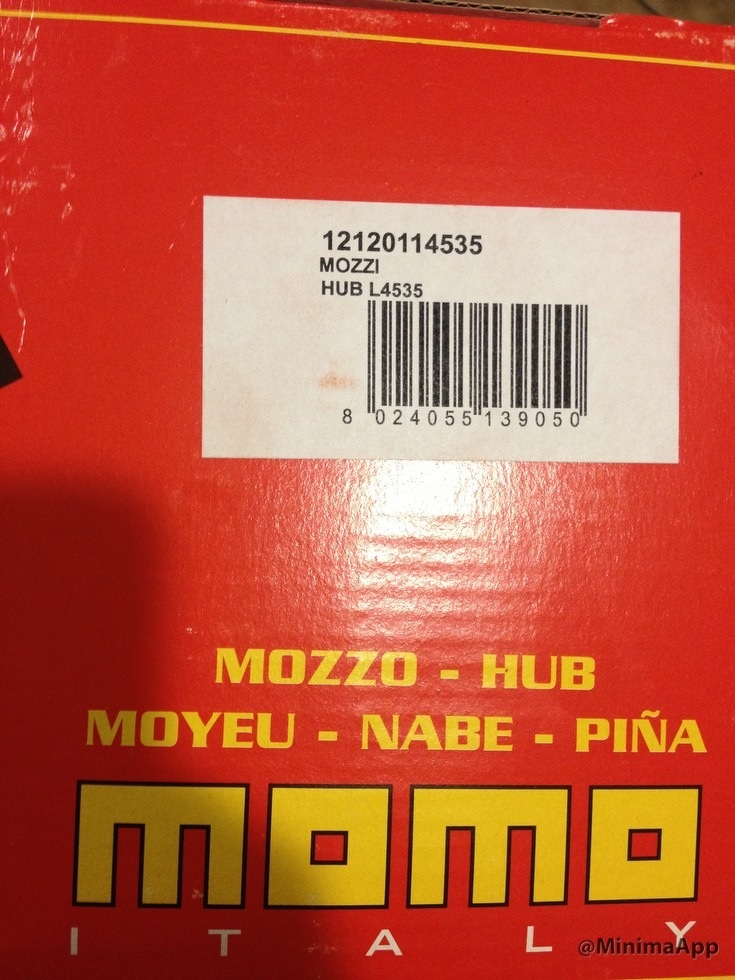 12120114535
MOZZI
HUB L4535
8 024055 139050
MOZZO - HUB
MOYEU - NABE - PIÑA
momo
ITALY
@MinimaApp